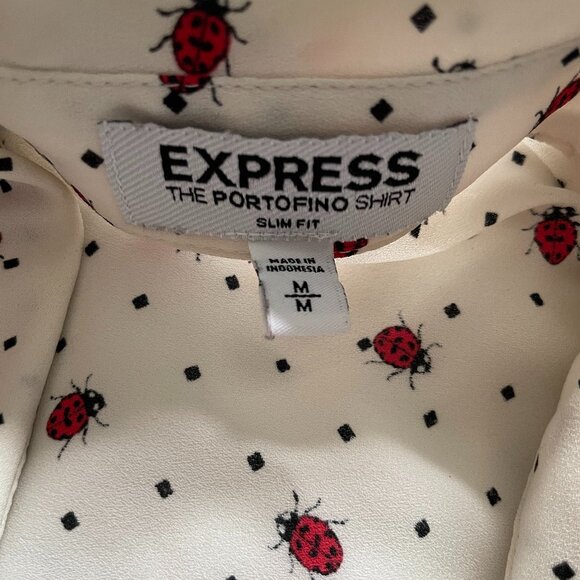 EXPRESS
THE PORTOFINO SHIRT
SLIM FIT
MADE IN
INDONESIA
M
M